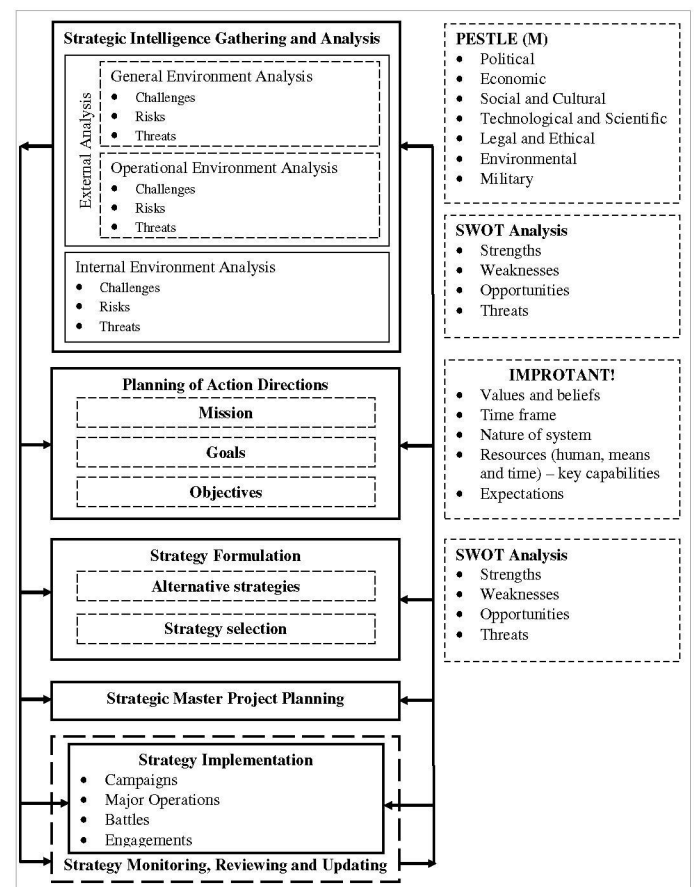 Strategic Intelligence Gathering and Analysis
External Analysis
General Environment Analysis
• Challenges
• Risks
• Threats
Operational Environment Analysis
• Challenges
• Risks
• Threats
Internal Environment Analysis
• Challenges
• Risks
• Threats
Planning of Action Directions
Mission
Goals
Objectives
Strategy Formulation
Alternative strategies
Strategy selection
Strategic Master Project Planning
Strategy Implementation
• Campaigns
• Major Operations
• Battles
• Engagements
Strategy Monitoring, Reviewing and Updating
PESTLE (M)
• Political
• Economic
• Social and Cultural
• Technological and Scientific
• Legal and Ethical
• Environmental
• Military
SWOT Analysis
• Strengths
• Weaknesses
• Opportunities
• Threats
IMPROTANT!
• Values and beliefs
• Time frame
• Nature of system
• Resources (human, means
and time) – key capabilities
• Expectations
SWOT Analysis
• Strengths
• Weaknesses
• Opportunities
• Threats